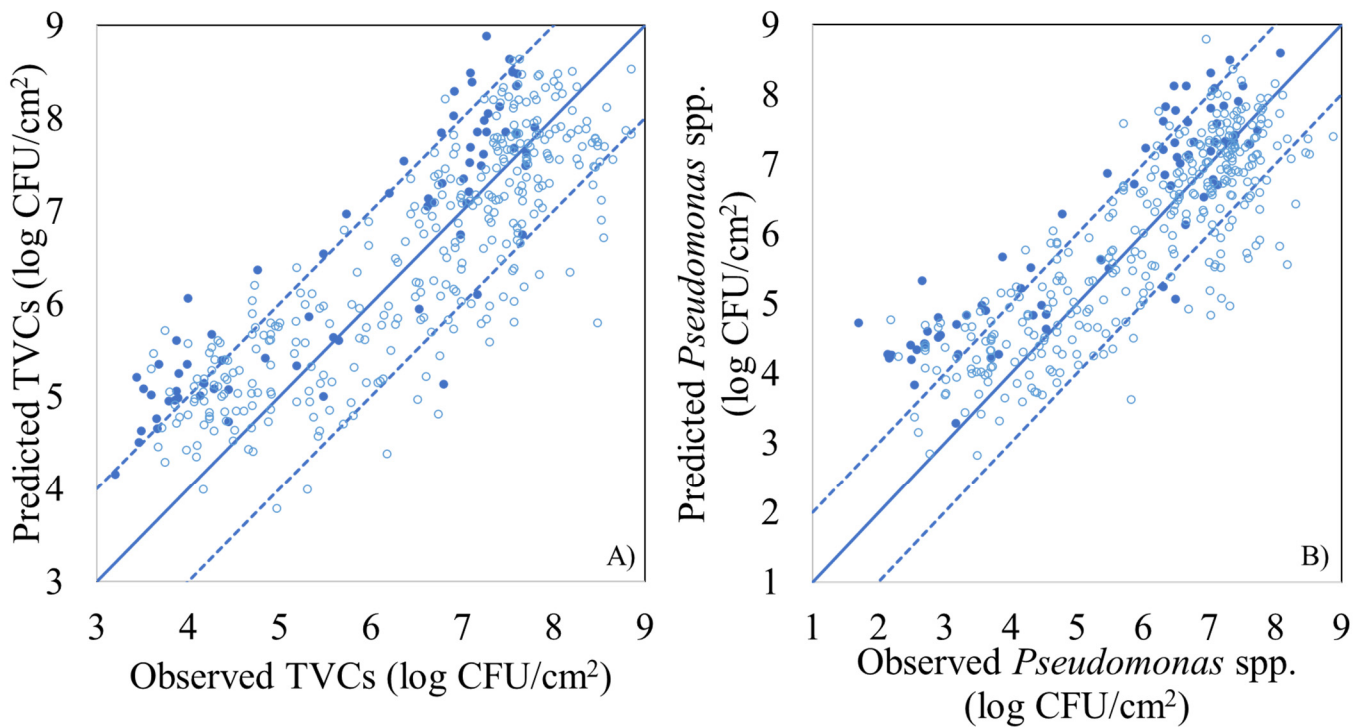 Predicted TVCs (log CFU/cm²)
9
8
7
6
5
4
3
A)
3 4 5 6 7 8 9
Observed TVCs (log CFU/cm²)
Predicted Pseudomonas spp.
(log CFU/cm²)
9
8
7
6
5
4
3
2
1
B)
1 2 3 4 5 6 7 8 9
Observed Pseudomonas spp.
(log CFU/cm²)